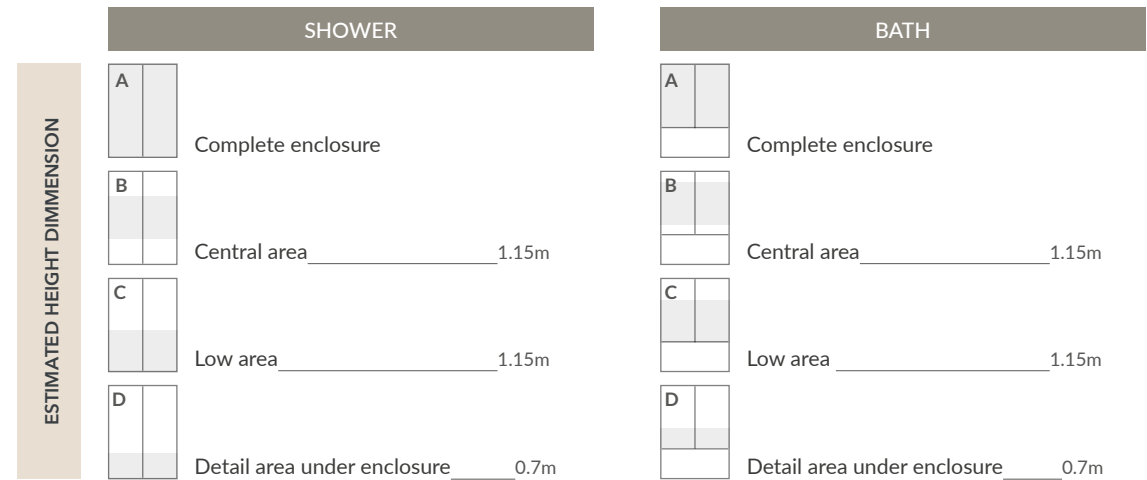 SHOWER
BATH
ESTIMATED HEIGHT DIMMENSION
A
Complete enclosure
B
Central area 1.15m
C
Low area 1.15m
D
Detail area under enclosure 0.7m
A
Complete enclosure
B
Central area 1.15m
C
Low area 1.15m
D
Detail area under enclosure 0.7m